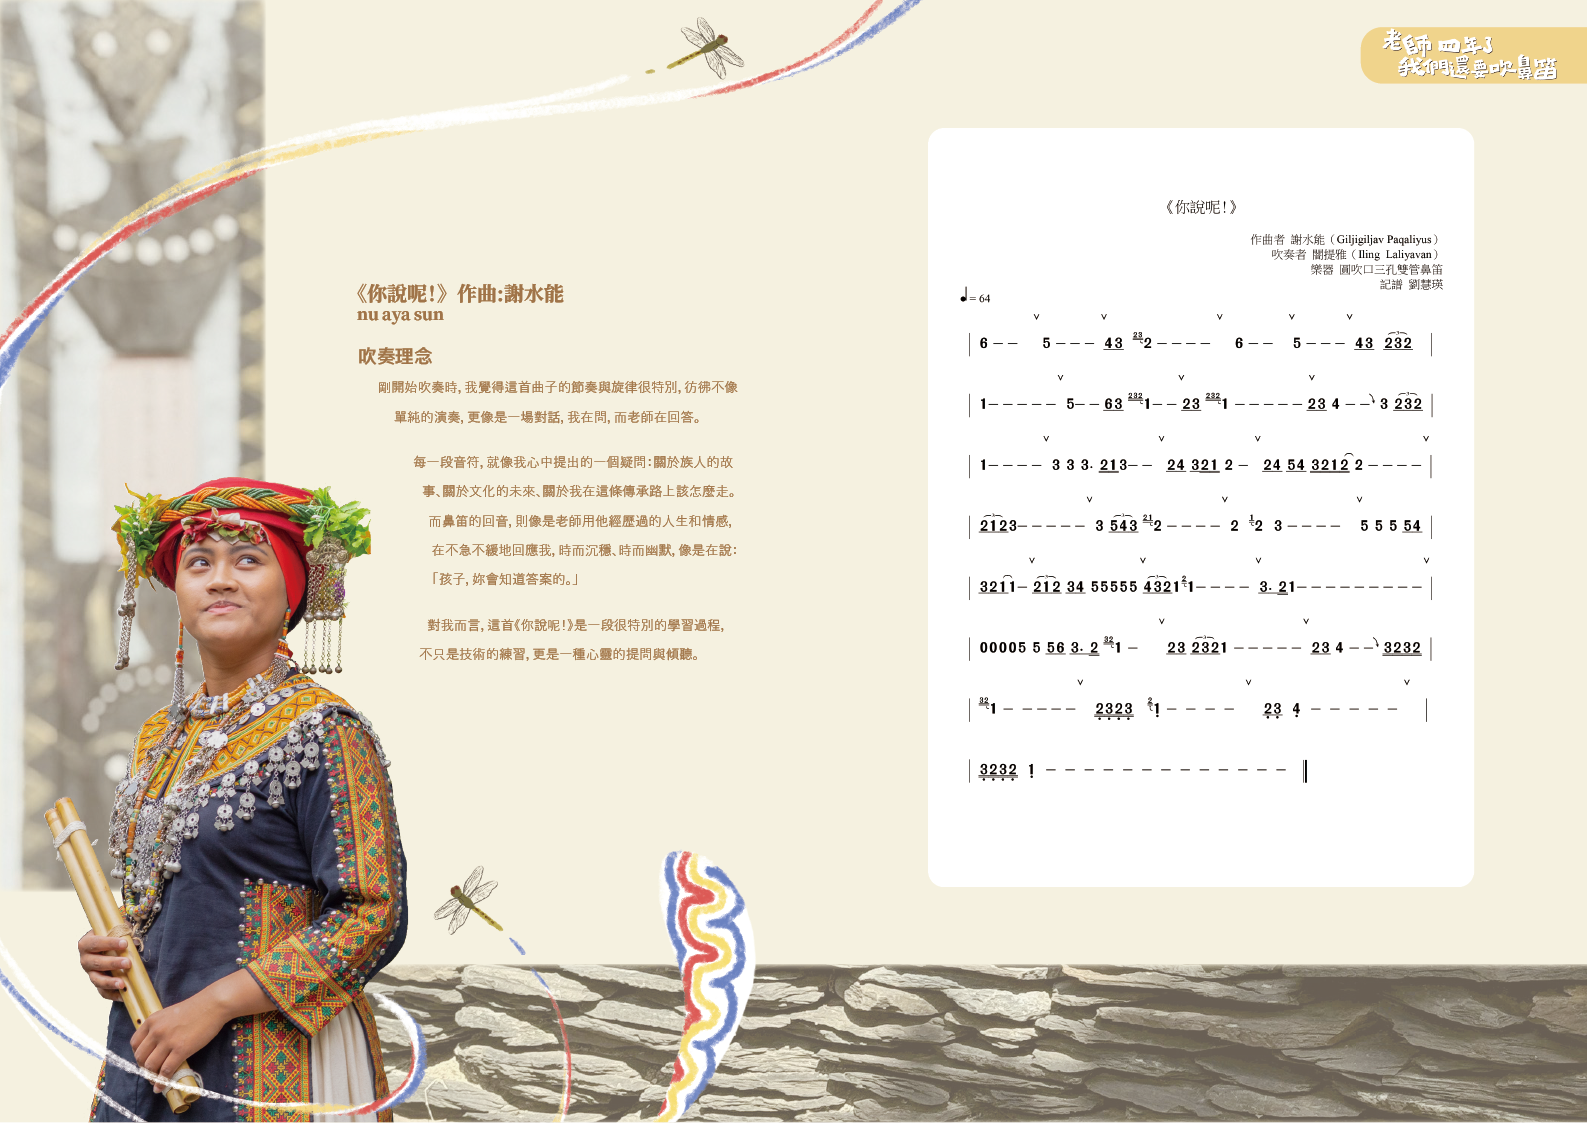 老師 四年了
我們還要吹鼻笛
《你說呢!》作曲:謝水能
nu aya sun
吹奏理念
剛開始吹奏時,我覺得這首曲子的節奏與旋律很特別,彷彿不像
單純的演奏,更像是一場對話,我在問,而老師在回答。
每一段音符,就像我心中提出的一個疑問:關於族人的故
事、關於文化的未來、關於我在這條傳承路上該怎麼走。
而鼻笛的回音,則像是老師用他經歷過的人生和情感,
在不急不緩地回應我,時而沉穩、時而幽默,像是在說:
「孩子,妳會知道答案的。」
對我而言,這首《你說呢!》是一段很特別的學習過程,
不只是技術的練習,更是一種心靈的提問與傾聽。
《你說呢!》
作曲者 謝水能(Giljigiljav Paqaliyus)
吹奏者 閻提雅(Iling Laliyavan)
樂器 圓吹口三孔雙管鼻笛
記譜 劉慧瑛
♩= 64
6 – – 5 – – – 43 23 2 – – – – 6 – – 5 – – – 43 232
1 – – – – – 5 – – 63 232 1 – – 23 232 1 – – – – – 23 4 – – 3 232
1 – – – – 3 3 3. 213 – – 24 321 2 – 24 54 3212 2 – – – –
2123 – – – – – 3 543 21 2 – – – – 2 1 2 3 – – – – 5 5 5 54
3211 – 212 34 55555 4321 2 1 – – – – 3. 21 – – – – – – – – –
00005 5 56 3. 2 32 1 – 23 2321 – – – – – 23 4 – – 3232
32 1 – – – – – 2323 2 1 – – – – 23 4 – – – – –
3232 1 – – – – – – – – – – – – –